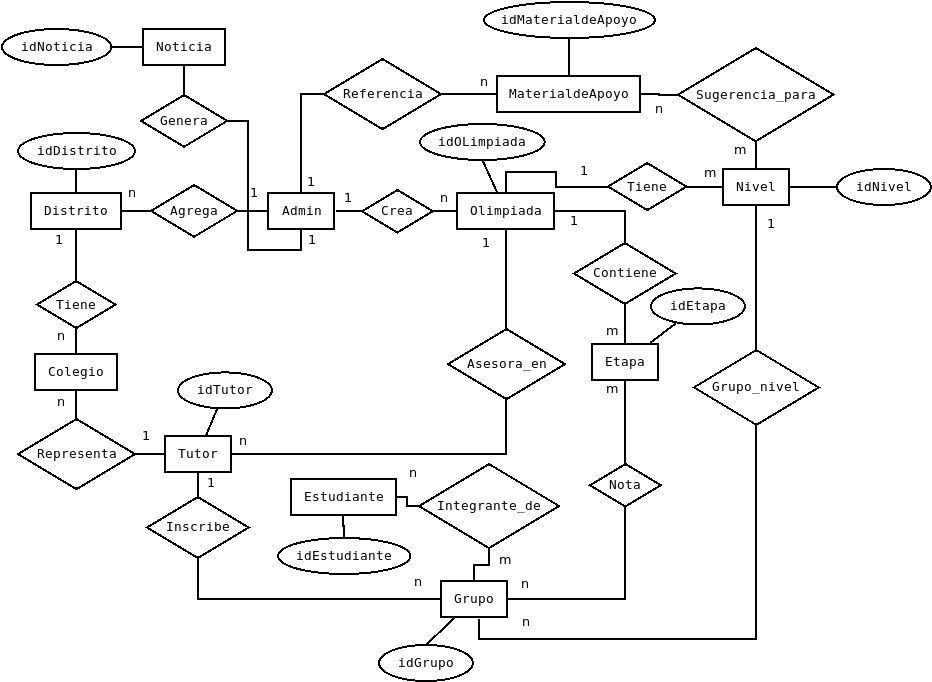 idMaterialdeApoyo
idNoticia
Noticia
n
Referencia
MaterialdeApoyo
n
Sugerencia_para
Genera
idOLimpiada
idDistrito
m
1
m
1
n
1
1
n
Tiene
Nivel
idNivel
Distrito
Agrega
Admin
Crea
Olimpiada
1
1
1
1
1
Contiene
Tiene
idEtapa
n
m
Asesora_en
Etapa
Colegio
m
Grupo_nivel
idTutor
n
1
n
Representa
Tutor
n
1
Nota
Estudiante
Integrante_de
Inscribe
idEstudiante
m
n
n
Grupo
n
idGrupo